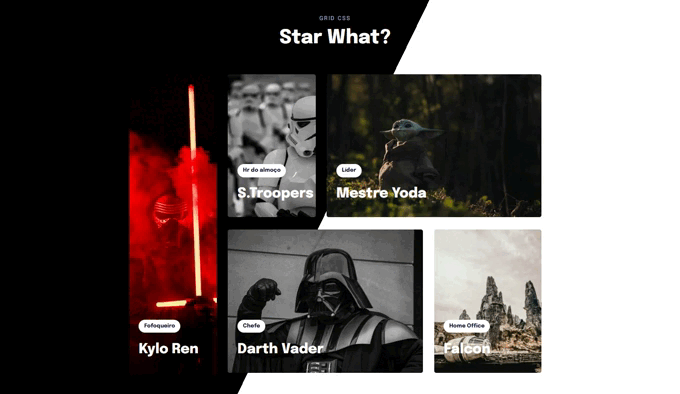 GRID CSS
Star What?
Hr do almoço
S.Troopers
Líder
Mestre Yoda
Fofoqueiro
Kylo Ren
Chefe
Darth Vader
Home Office
Falcon